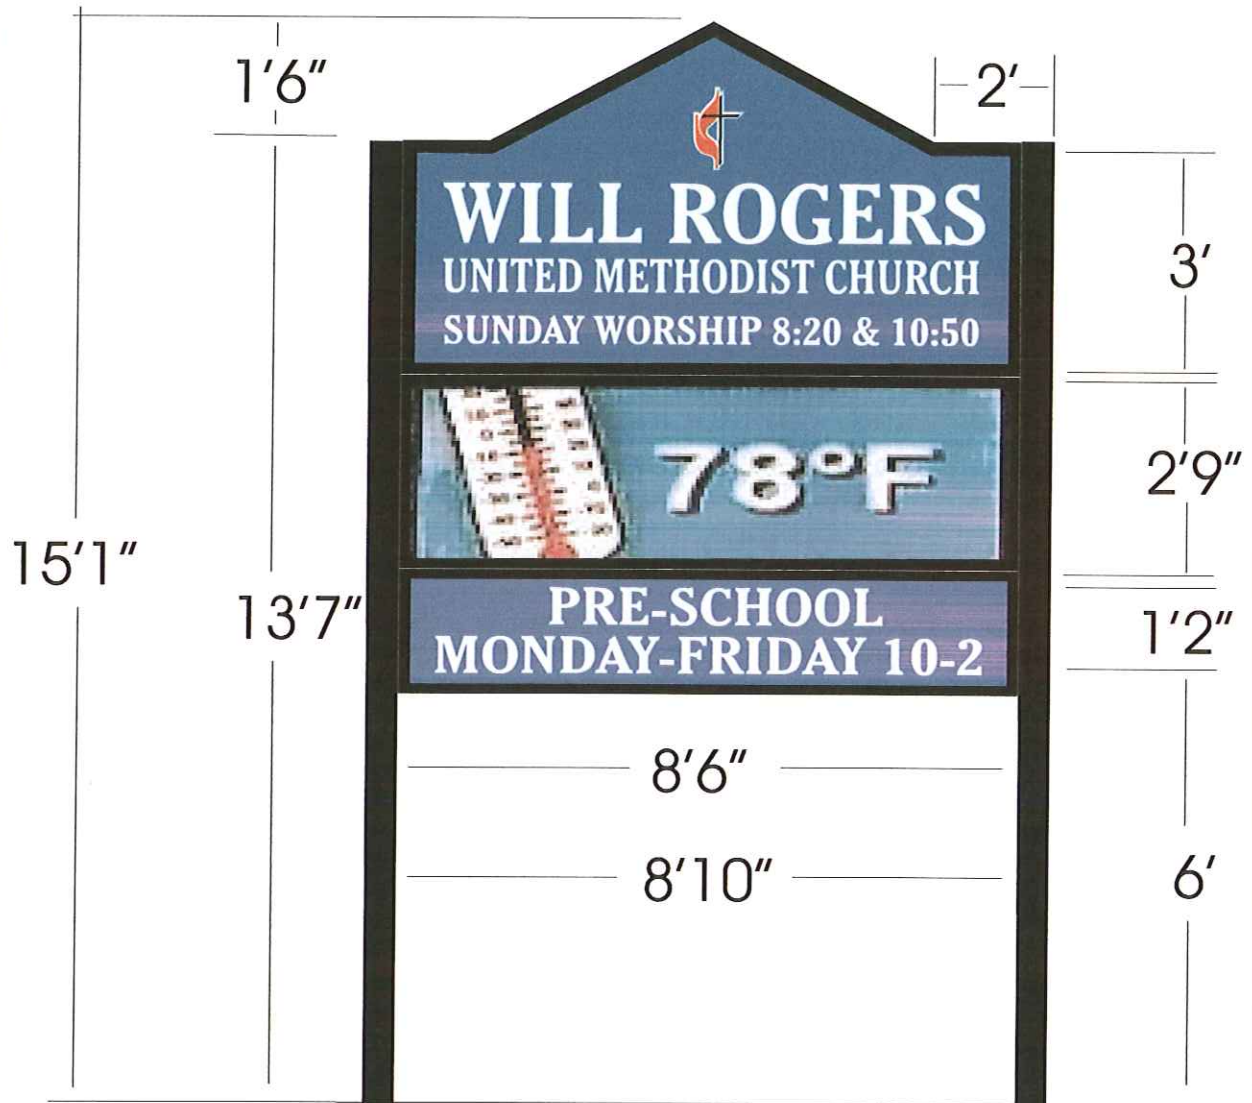 1'6"
2'
WILL ROGERS
UNITED METHODIST CHURCH
SUNDAY WORSHIP 8:20 & 10:50
3'
78°F
2'9"
15'1"
13'7"
PRE-SCHOOL
MONDAY-FRIDAY 10-2
1'2"
8'6"
8'10"
6'